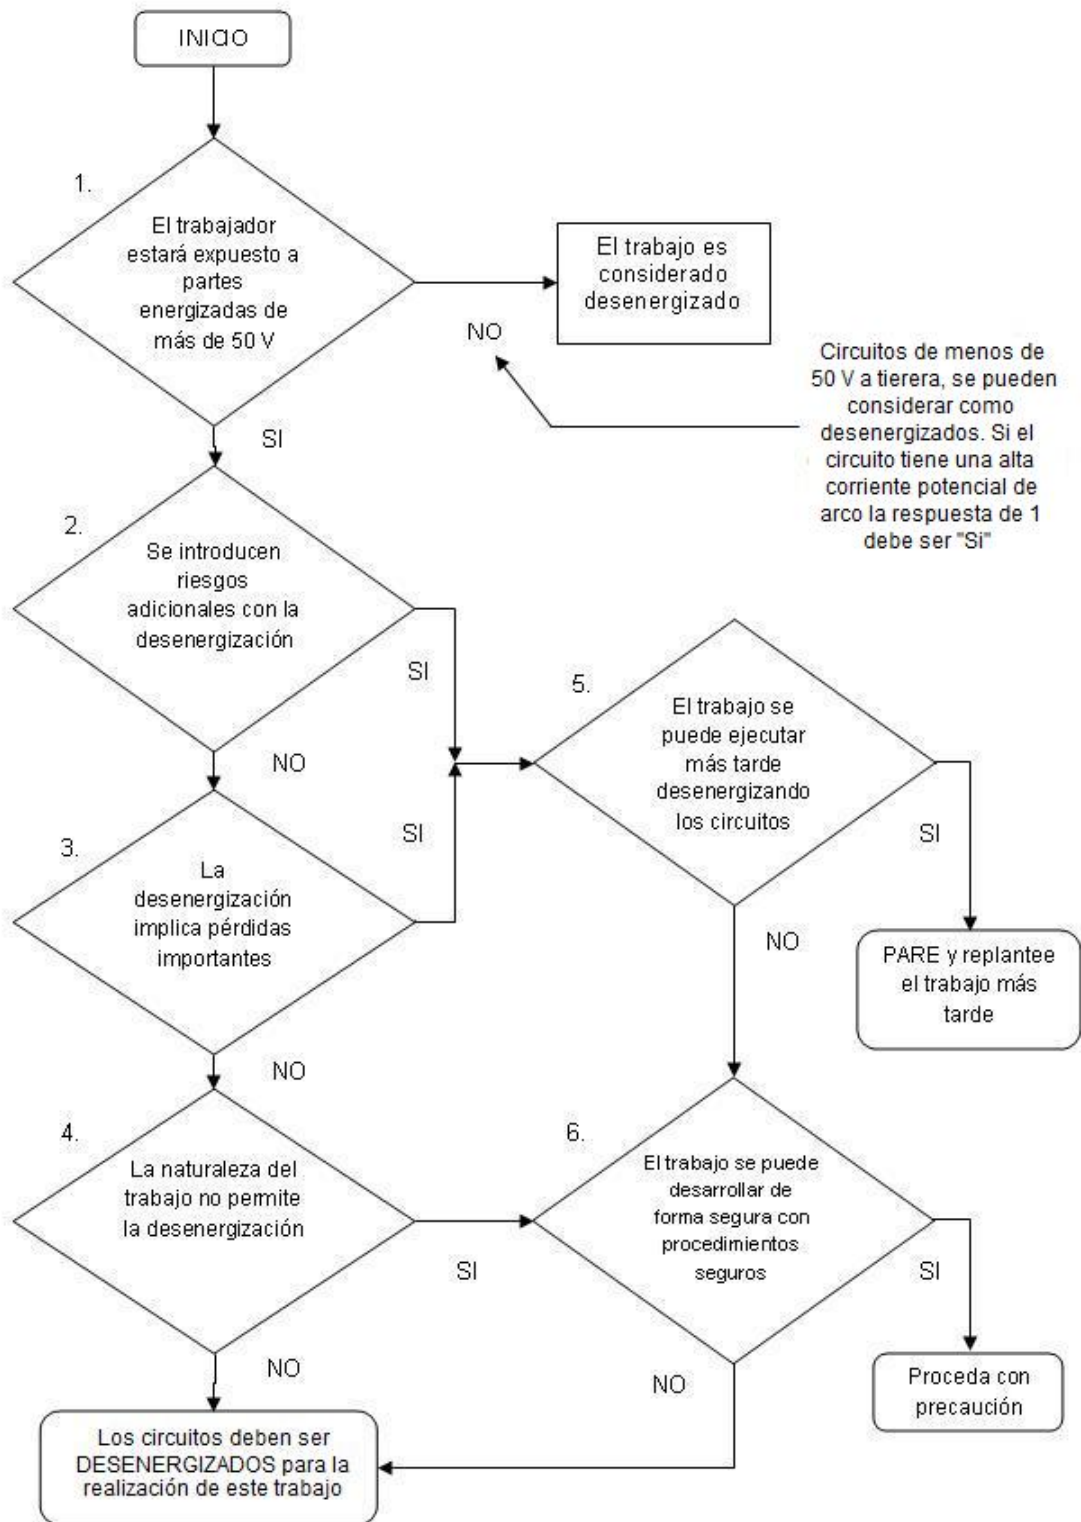 INICIO
1.
El trabajador
estará expuesto a
partes
energizadas de
más de 50 V
El trabajo es
considerado
desenergizado
NO
Circuitos de menos de
50 V a tierera, se pueden
considerar como
desenergizados. Si el
circuito tiene una alta
corriente potencial de
arco la respuesta de 1
debe ser "Si"
SI
2.
Se introducen
riesgos
adicionales con la
desenergización
SI
NO
3.
La
desenergización
implica pérdidas
importantes
SI
NO
5.
El trabajo se
puede ejecutar
más tarde
desenergizando
los circuitos
SI
NO
PARE y replantee
el trabajo más
tarde
4.
La naturaleza del
trabajo no permite
la desenergización
SI
NO
6.
El trabajo se puede
desarrollar de
forma segura con
procedimientos
seguros
SI
NO
Proceda con
precaución
Los circuitos deben ser
DESENERGIZADOS para la
realización de este trabajo